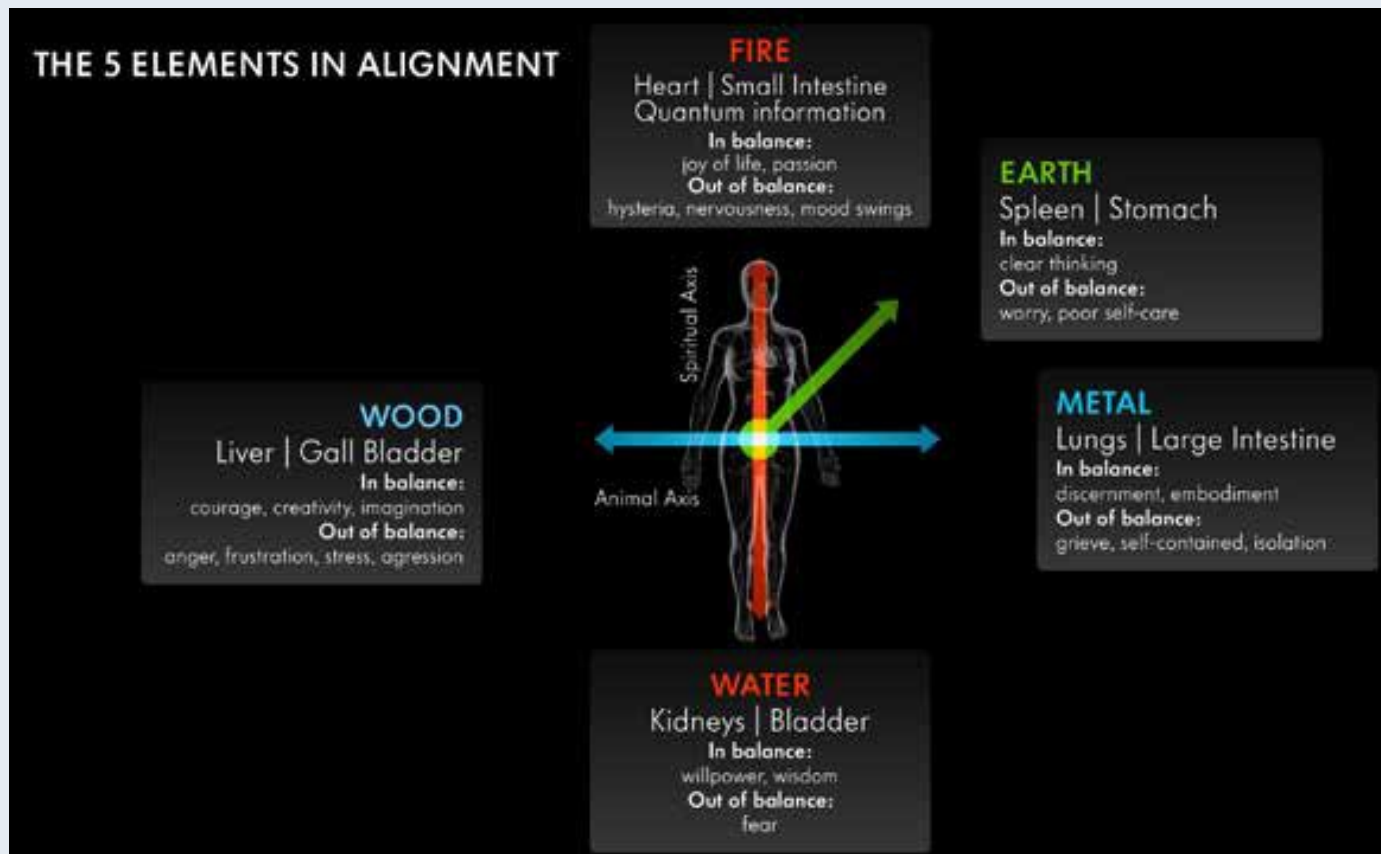 THE 5 ELEMENTS IN ALIGNMENT
FIRE
Heart | Small Intestine
Quantum information
In balance:
joy of life, passion
Out of balance:
hysteria, nervousness, mood swings
EARTH
Spleen | Stomach
In balance:
clear thinking
Out of balance:
worry, poor self-care
Spiritual Axis
WOOD
Liver | Gall Bladder
In balance:
courage, creativity, imagination
Out of balance:
anger, frustration, stress, agression
Animal Axis
METAL
Lungs | Large Intestine
In balance:
discernment, embodiment
Out of balance:
grieve, self-contained, isolation
WATER
Kidneys | Bladder
In balance:
willpower, wisdom
Out of balance:
fear